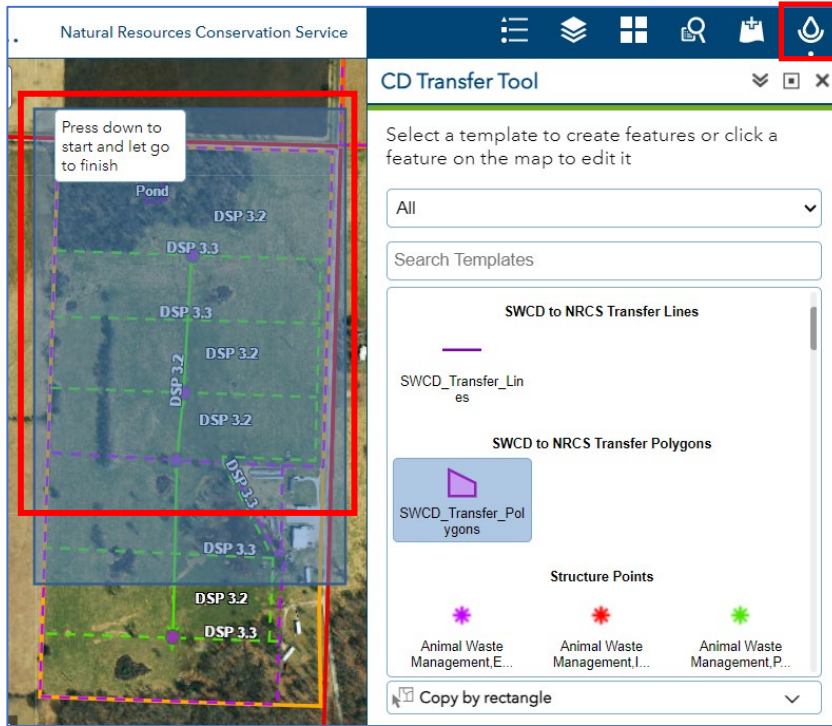 ..
Natural Resources Conservation Service
CD Transfer Tool
Press down to
start and let go
to finish
Pond
DSP 3.2
DSP 3.3
DSP 3.3
DSP 3.2
DSP 3.2
DSP 3.2
DSP 3.3
DSP 3.3
DSP 3.2
DSP 3.3
Select a template to create features or click a
feature on the map to edit it
All
Search Templates
SWCD to NRCS Transfer Lines
SWCD_Transfer_Lin
es
SWCD to NRCS Transfer Polygons
SWCD_Transfer_Pol
ygons
Structure Points
Animal Waste
Management,E...
Animal Waste
Management,I...
Animal Waste
Management,P...
Copy by rectangle